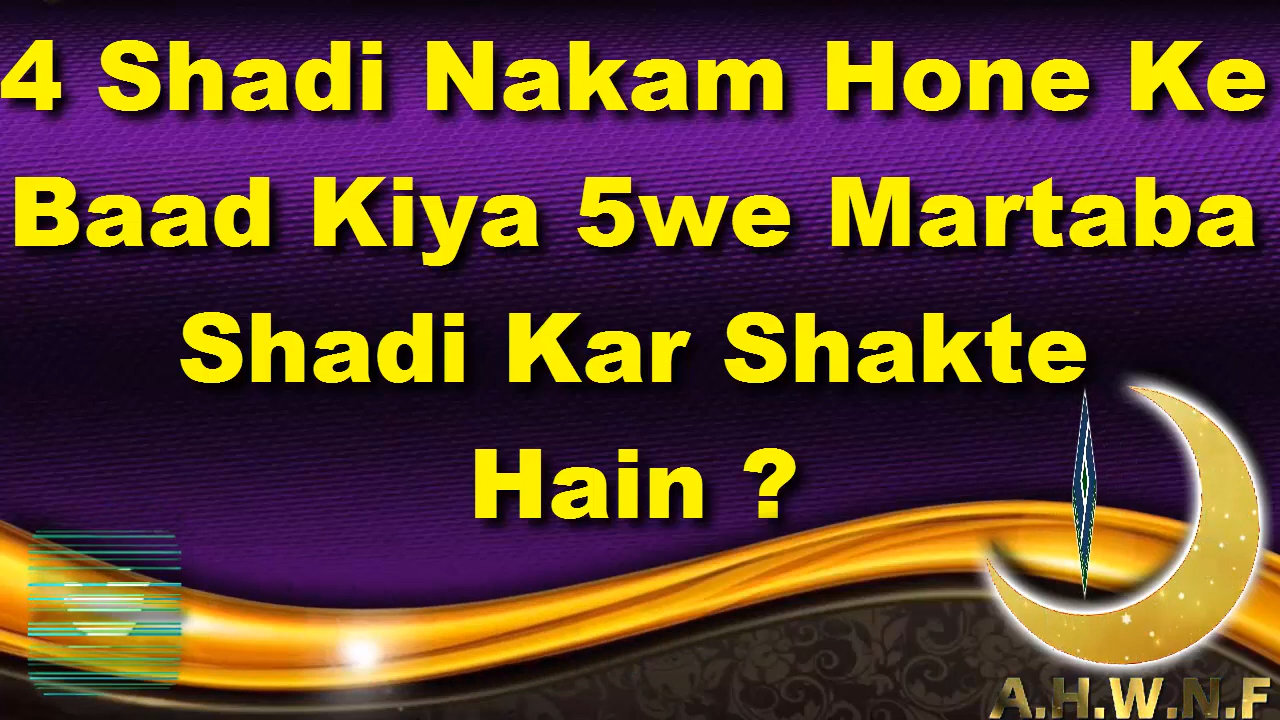 4 Shadi Nakam Hone Ke
Baad Kiya 5we Martaba
Shadi Kar Shakte
Hain ?
A.H.W.N.F